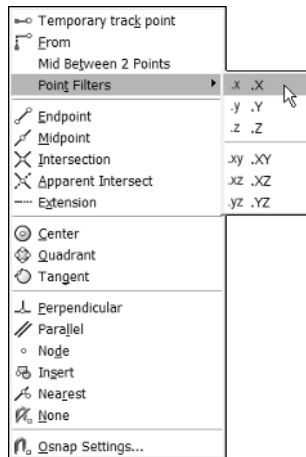 Temporary track point
From
Mid Between 2 Points
Point Filters
.x .X
.y .Y
.z .Z
.xy .XY
.xz .XZ
.yz .YZ
Endpoint
Midpoint
Intersection
Apparent Intersect
Extension
Center
Quadrant
Tangent
Perpendicular
Parallel
Node
Insert
Nearest
None
Osnap Settings...